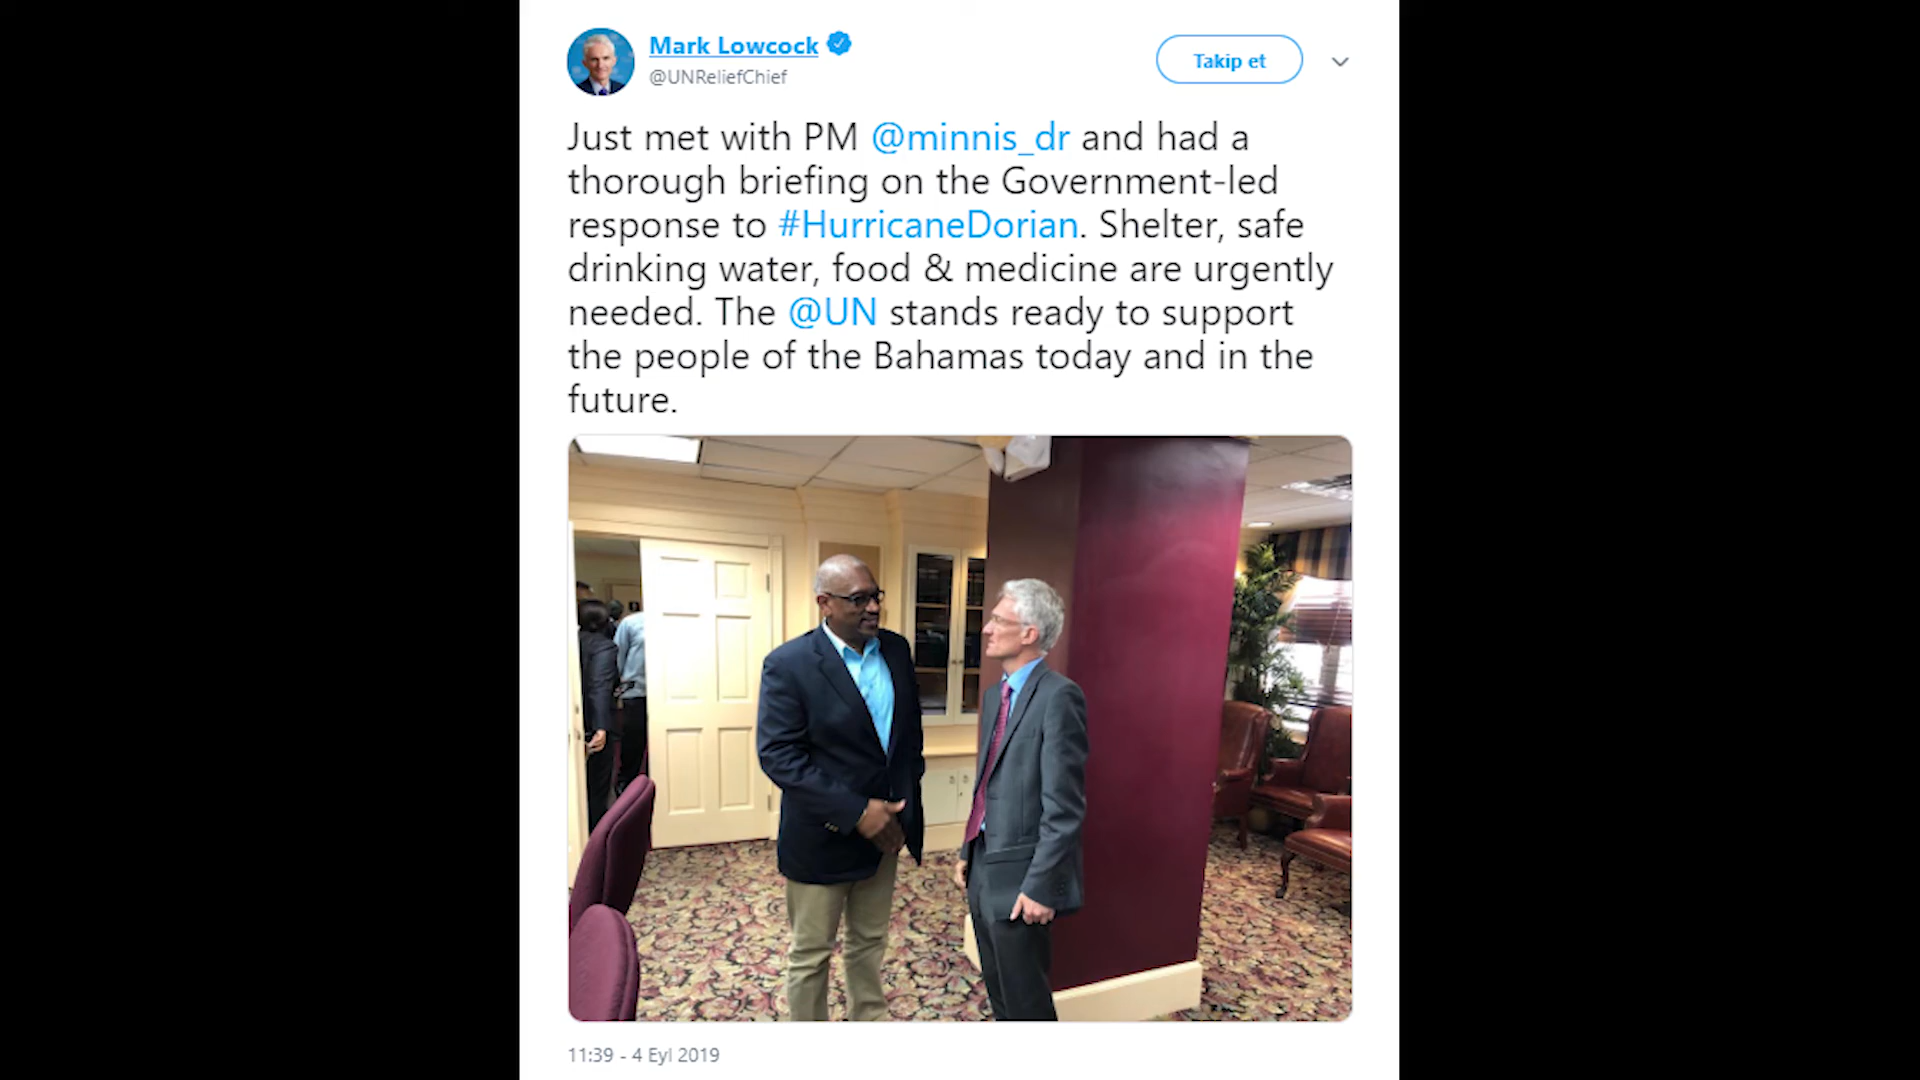 Mark Lowcock
@UNReliefChief
Takip et
Just met with PM @minnis_dr and had a
thorough briefing on the Government-led
response to #HurricaneDorian. Shelter, safe
drinking water, food & medicine are urgently
needed. The @UN stands ready to support
the people of the Bahamas today and in the
future.
11:39 - 4 Eyl 2019